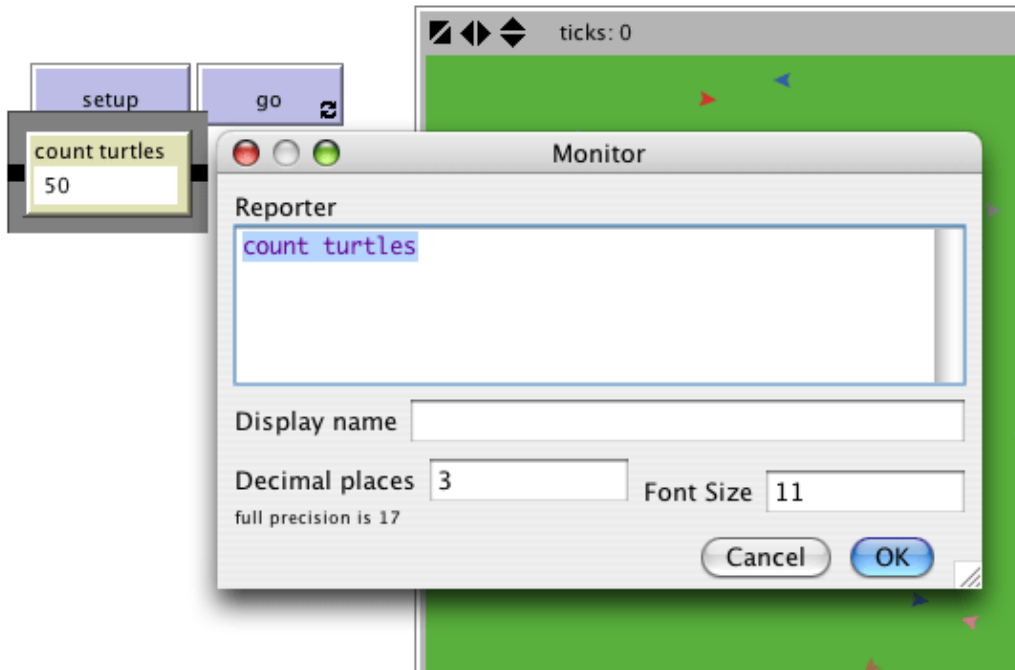 ticks: 0
setup
go
count turtles
50
Monitor
Reporter
count turtles
Display name
Decimal places 3
Font Size 11
full precision is 17
Cancel
OK